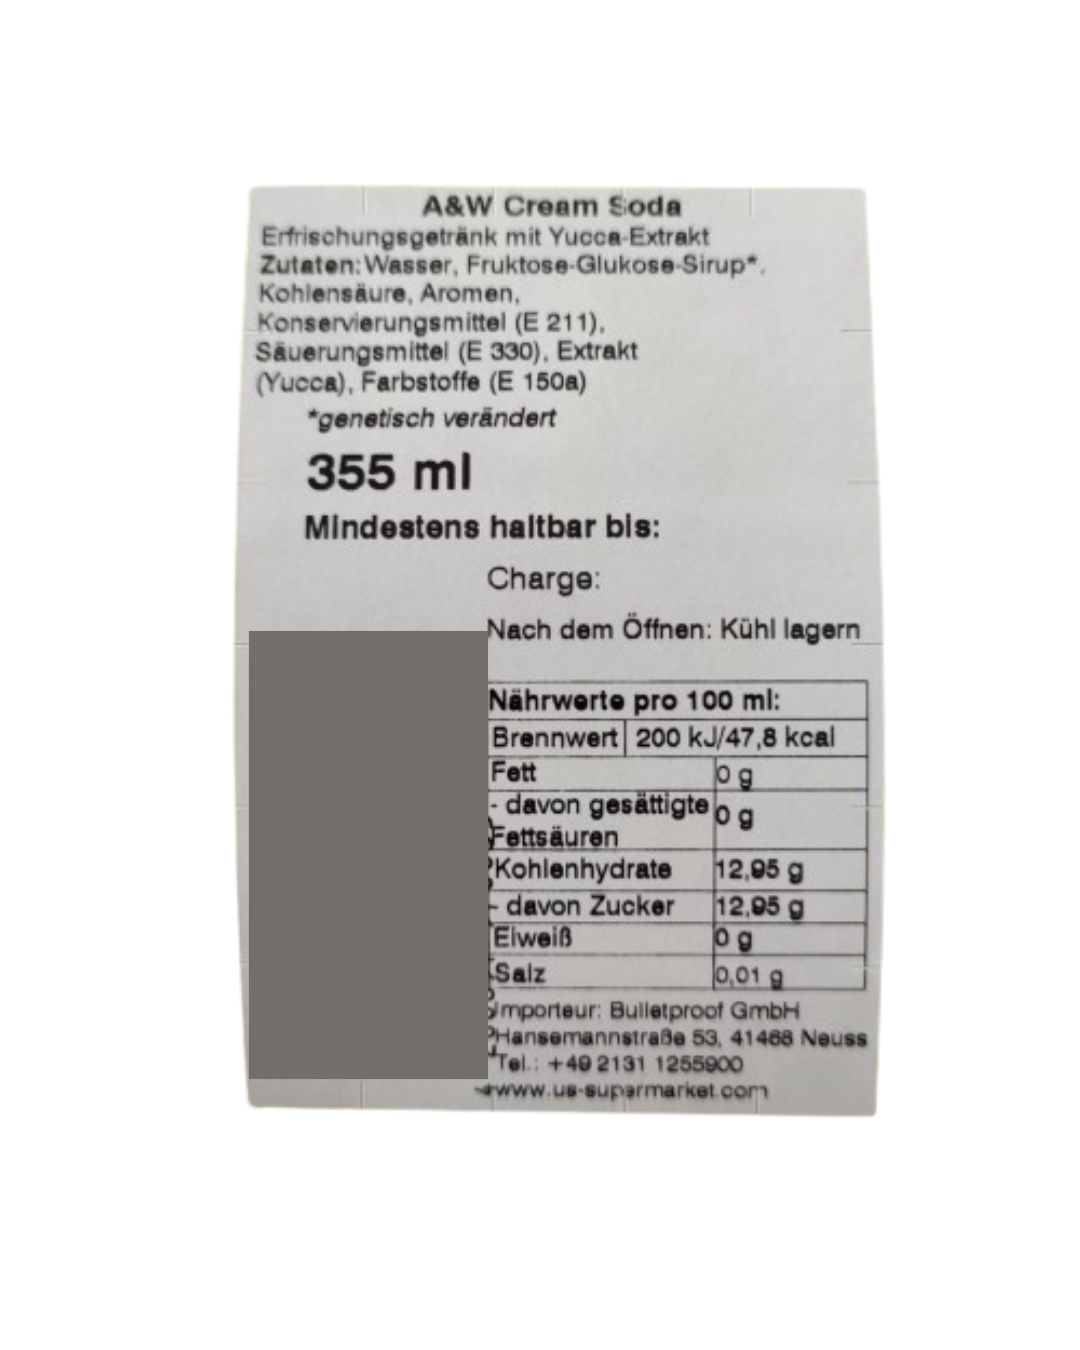 A&W Cream Soda
Erfrischungsgetränk mit Yucca-Extrakt
Zutaten: Wasser, Fruktose-Glukose-Sirup*,
Kohlensäure, Aromen,
Konservierungsmittel (E 211),
Säuerungsmittel (E 330), Extrakt
(Yucca), Farbstoffe (E 150a)
*genetisch verändert
355 ml
Mindestens haltbar bis:
Charge:
Nach dem Öffnen: Kühl lagern
Nährwerte pro 100 ml:
Brennwert 200 kJ/47,8 kcal
Fett 0 g
- davon gesättigte Fettsäuren 0 g
Kohlenhydrate 12,95 g
- davon Zucker 12,95 g
Eiweiß 0 g
Salz 0,01 g
Importeur: Bulletproof GmbH
Hansemannstraße 53, 41468 Neuss
Tel.: +49 2131 1255900
www.us-supermarket.com